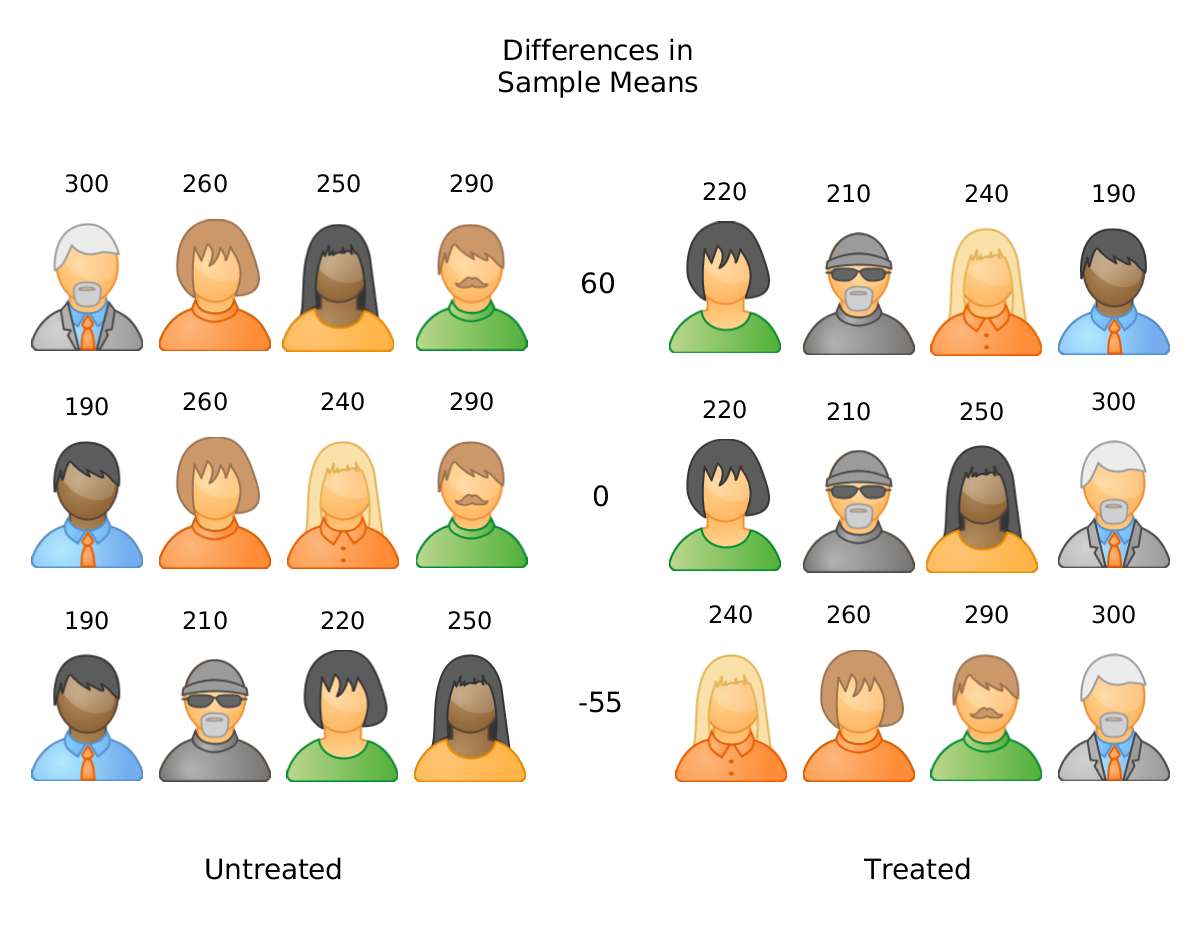 Differences in
Sample Means
300 260 250 290 220 210 240 190
60
190 260 240 290 220 210 250 300
0
190 210 220 250 240 260 290 300
-55
Untreated Treated